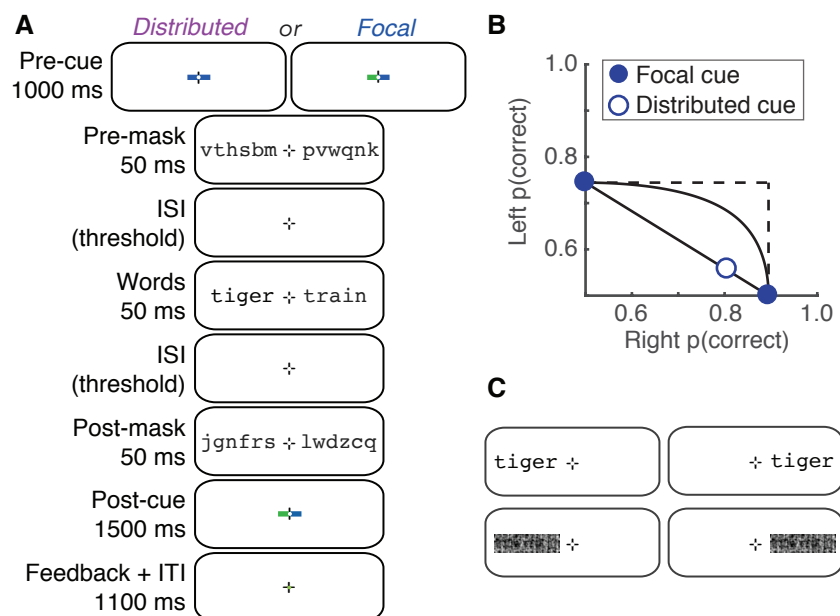 A
Distributed or Focal
Pre-cue
1000 ms
Pre-mask
50 ms
vthsbm pvwqnk
ISI
(threshold)
Words
50 ms
tiger train
ISI
(threshold)
Post-mask
50 ms
jgnfrs lwdzcq
Post-cue
1500 ms
Feedback + ITI
1100 ms
B
Focal cue
Distributed cue
Left p(correct)
1.0
0.8
0.6
0.6 0.8 1.0
Right p(correct)
C
tiger tiger